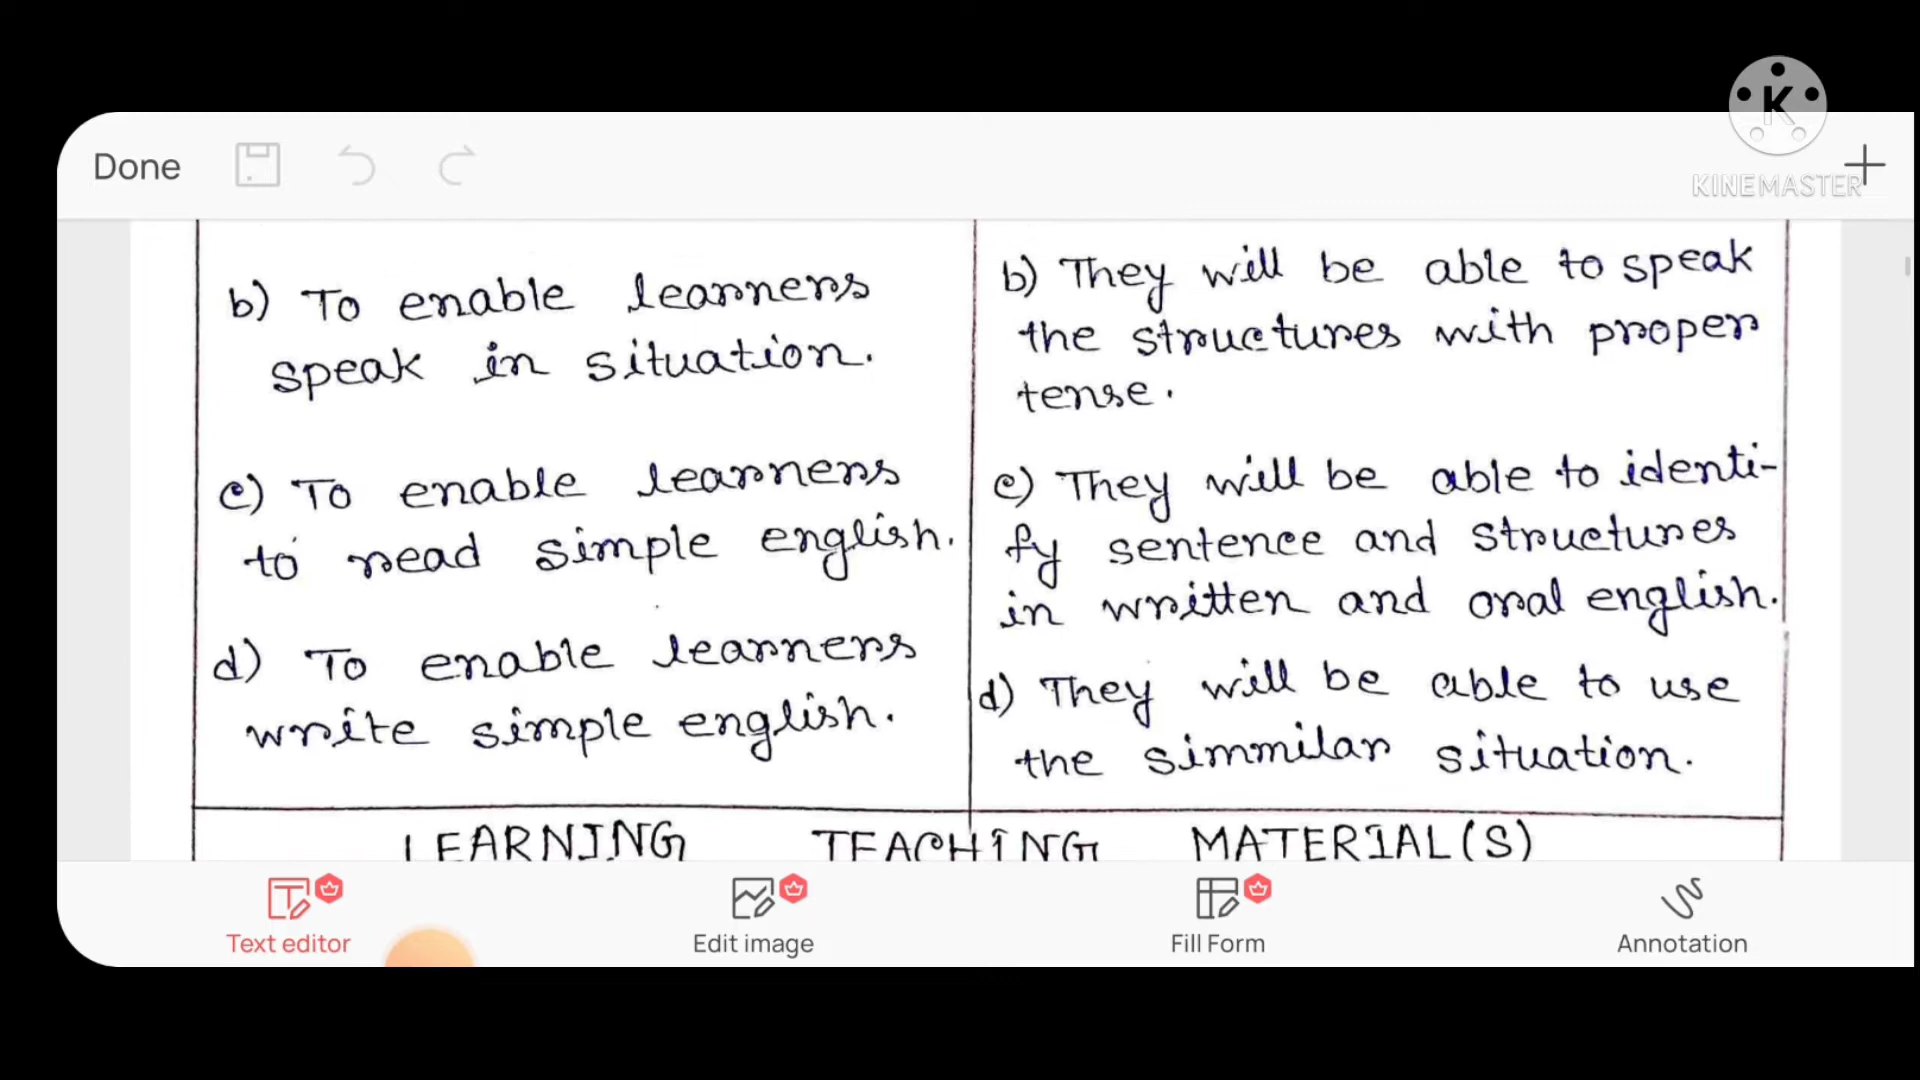 Done
KINEMASTER
b) To enable learners
speak in situation.
c) To enable learners
to read simple english.
d) To enable learners
write simple english.
b) They will be able to speak
the structures with proper
tense.
c) They will be able to identi-
fy sentence and structures
in written and oral english.
d) They will be able to use
the simmilar situation.
LEARNING TEACHING MATERIAL(S)
Text editor
Edit image
Fill Form
Annotation